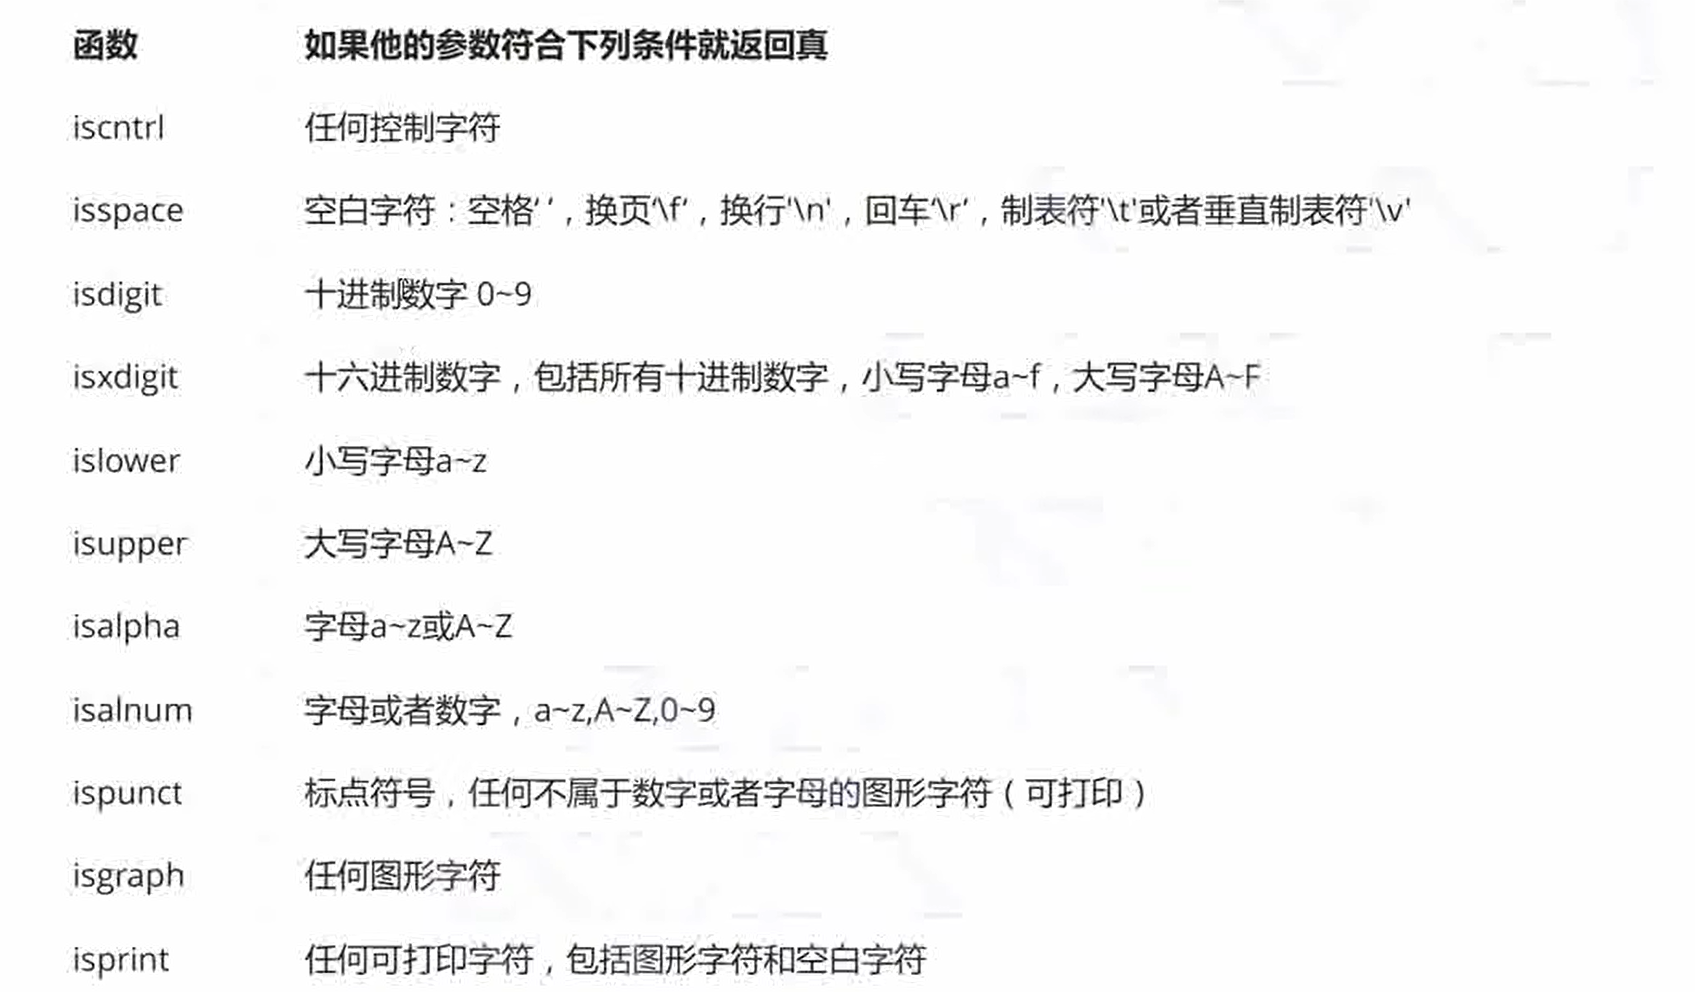 函数 如果他的参数符合下列条件就返回真
iscntrl 任何控制字符
isspace 空白字符：空格‘ ’，换页‘\f’，换行'\n'，回车‘\r’，制表符'\t'或者垂直制表符'\v'
isdigit 十进制数字 0~9
isxdigit 十六进制数字，包括所有十进制数字，小写字母a~f，大写字母A~F
islower 小写字母a~z
isupper 大写字母A~Z
isalpha 字母a~z或A~Z
isalnum 字母或者数字，a~z,A~Z,0~9
ispunct 标点符号，任何不属于数字或者字母的图形字符（可打印）
isgraph 任何图形字符
isprint 任何可打印字符，包括图形字符和空白字符